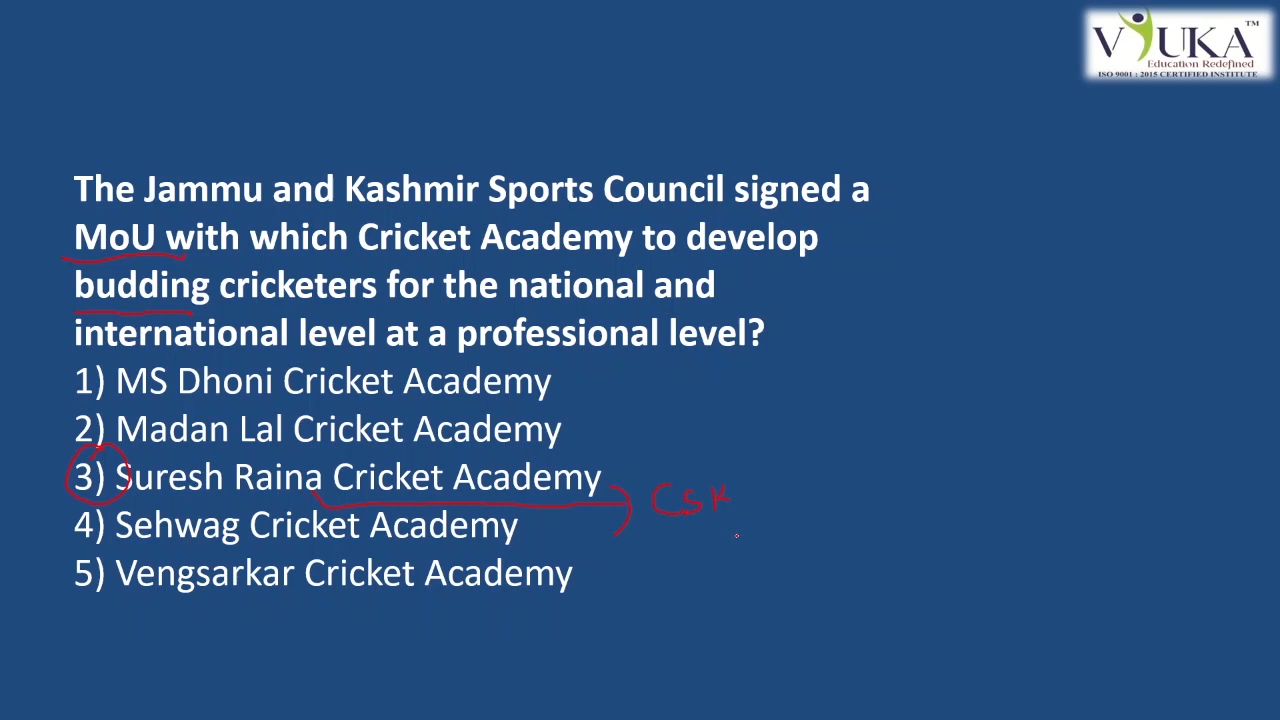 VIUKA™
Education Redefined
ISO 9001 : 2015 CERTIFIED INSTITUTE
The Jammu and Kashmir Sports Council signed a
MoU with which Cricket Academy to develop
budding cricketers for the national and
international level at a professional level?
1) MS Dhoni Cricket Academy
2) Madan Lal Cricket Academy
3) Suresh Raina Cricket Academy
CSK
4) Sehwag Cricket Academy
5) Vengsarkar Cricket Academy